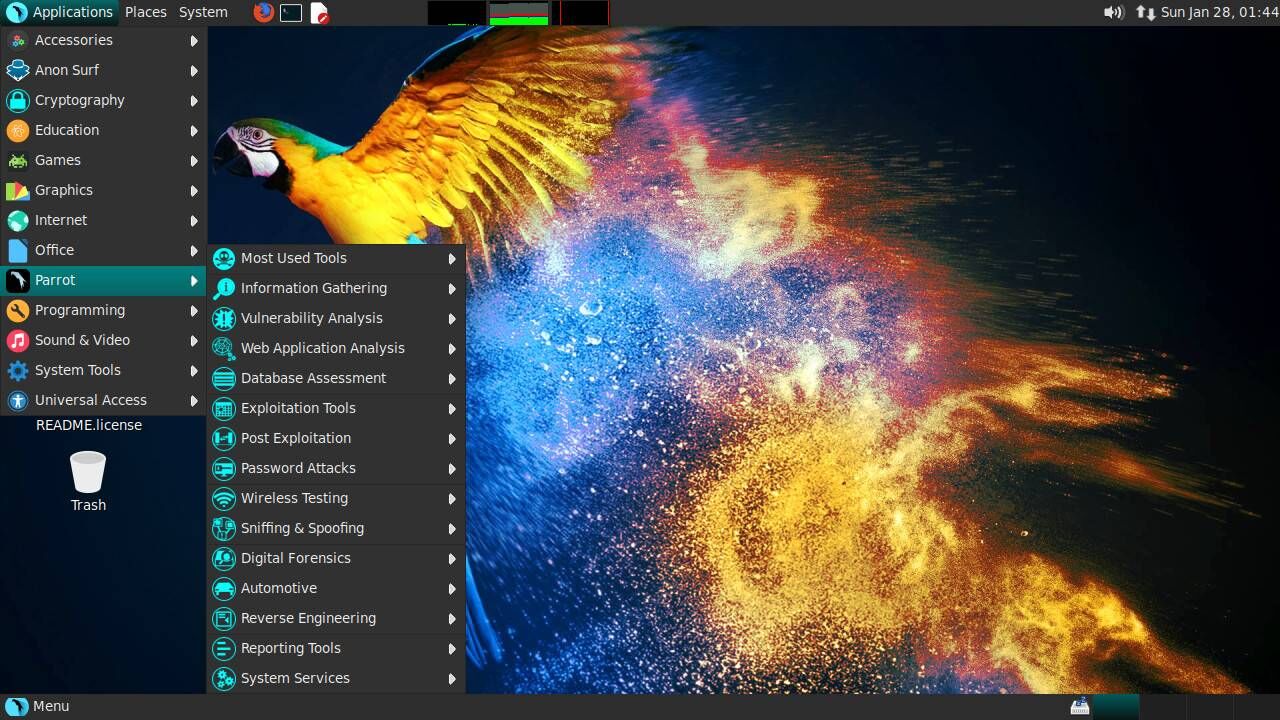 Applications Places System Sun Jan 28, 01:44
Accessories
Anon Surf
Cryptography
Education
Games
Graphics
Internet
Office
Parrot
Programming
Sound & Video
System Tools
Universal Access
README.license
Trash
Most Used Tools
Information Gathering
Vulnerability Analysis
Web Application Analysis
Database Assessment
Exploitation Tools
Post Exploitation
Password Attacks
Wireless Testing
Sniffing & Spoofing
Digital Forensics
Automotive
Reverse Engineering
Reporting Tools
System Services
Menu